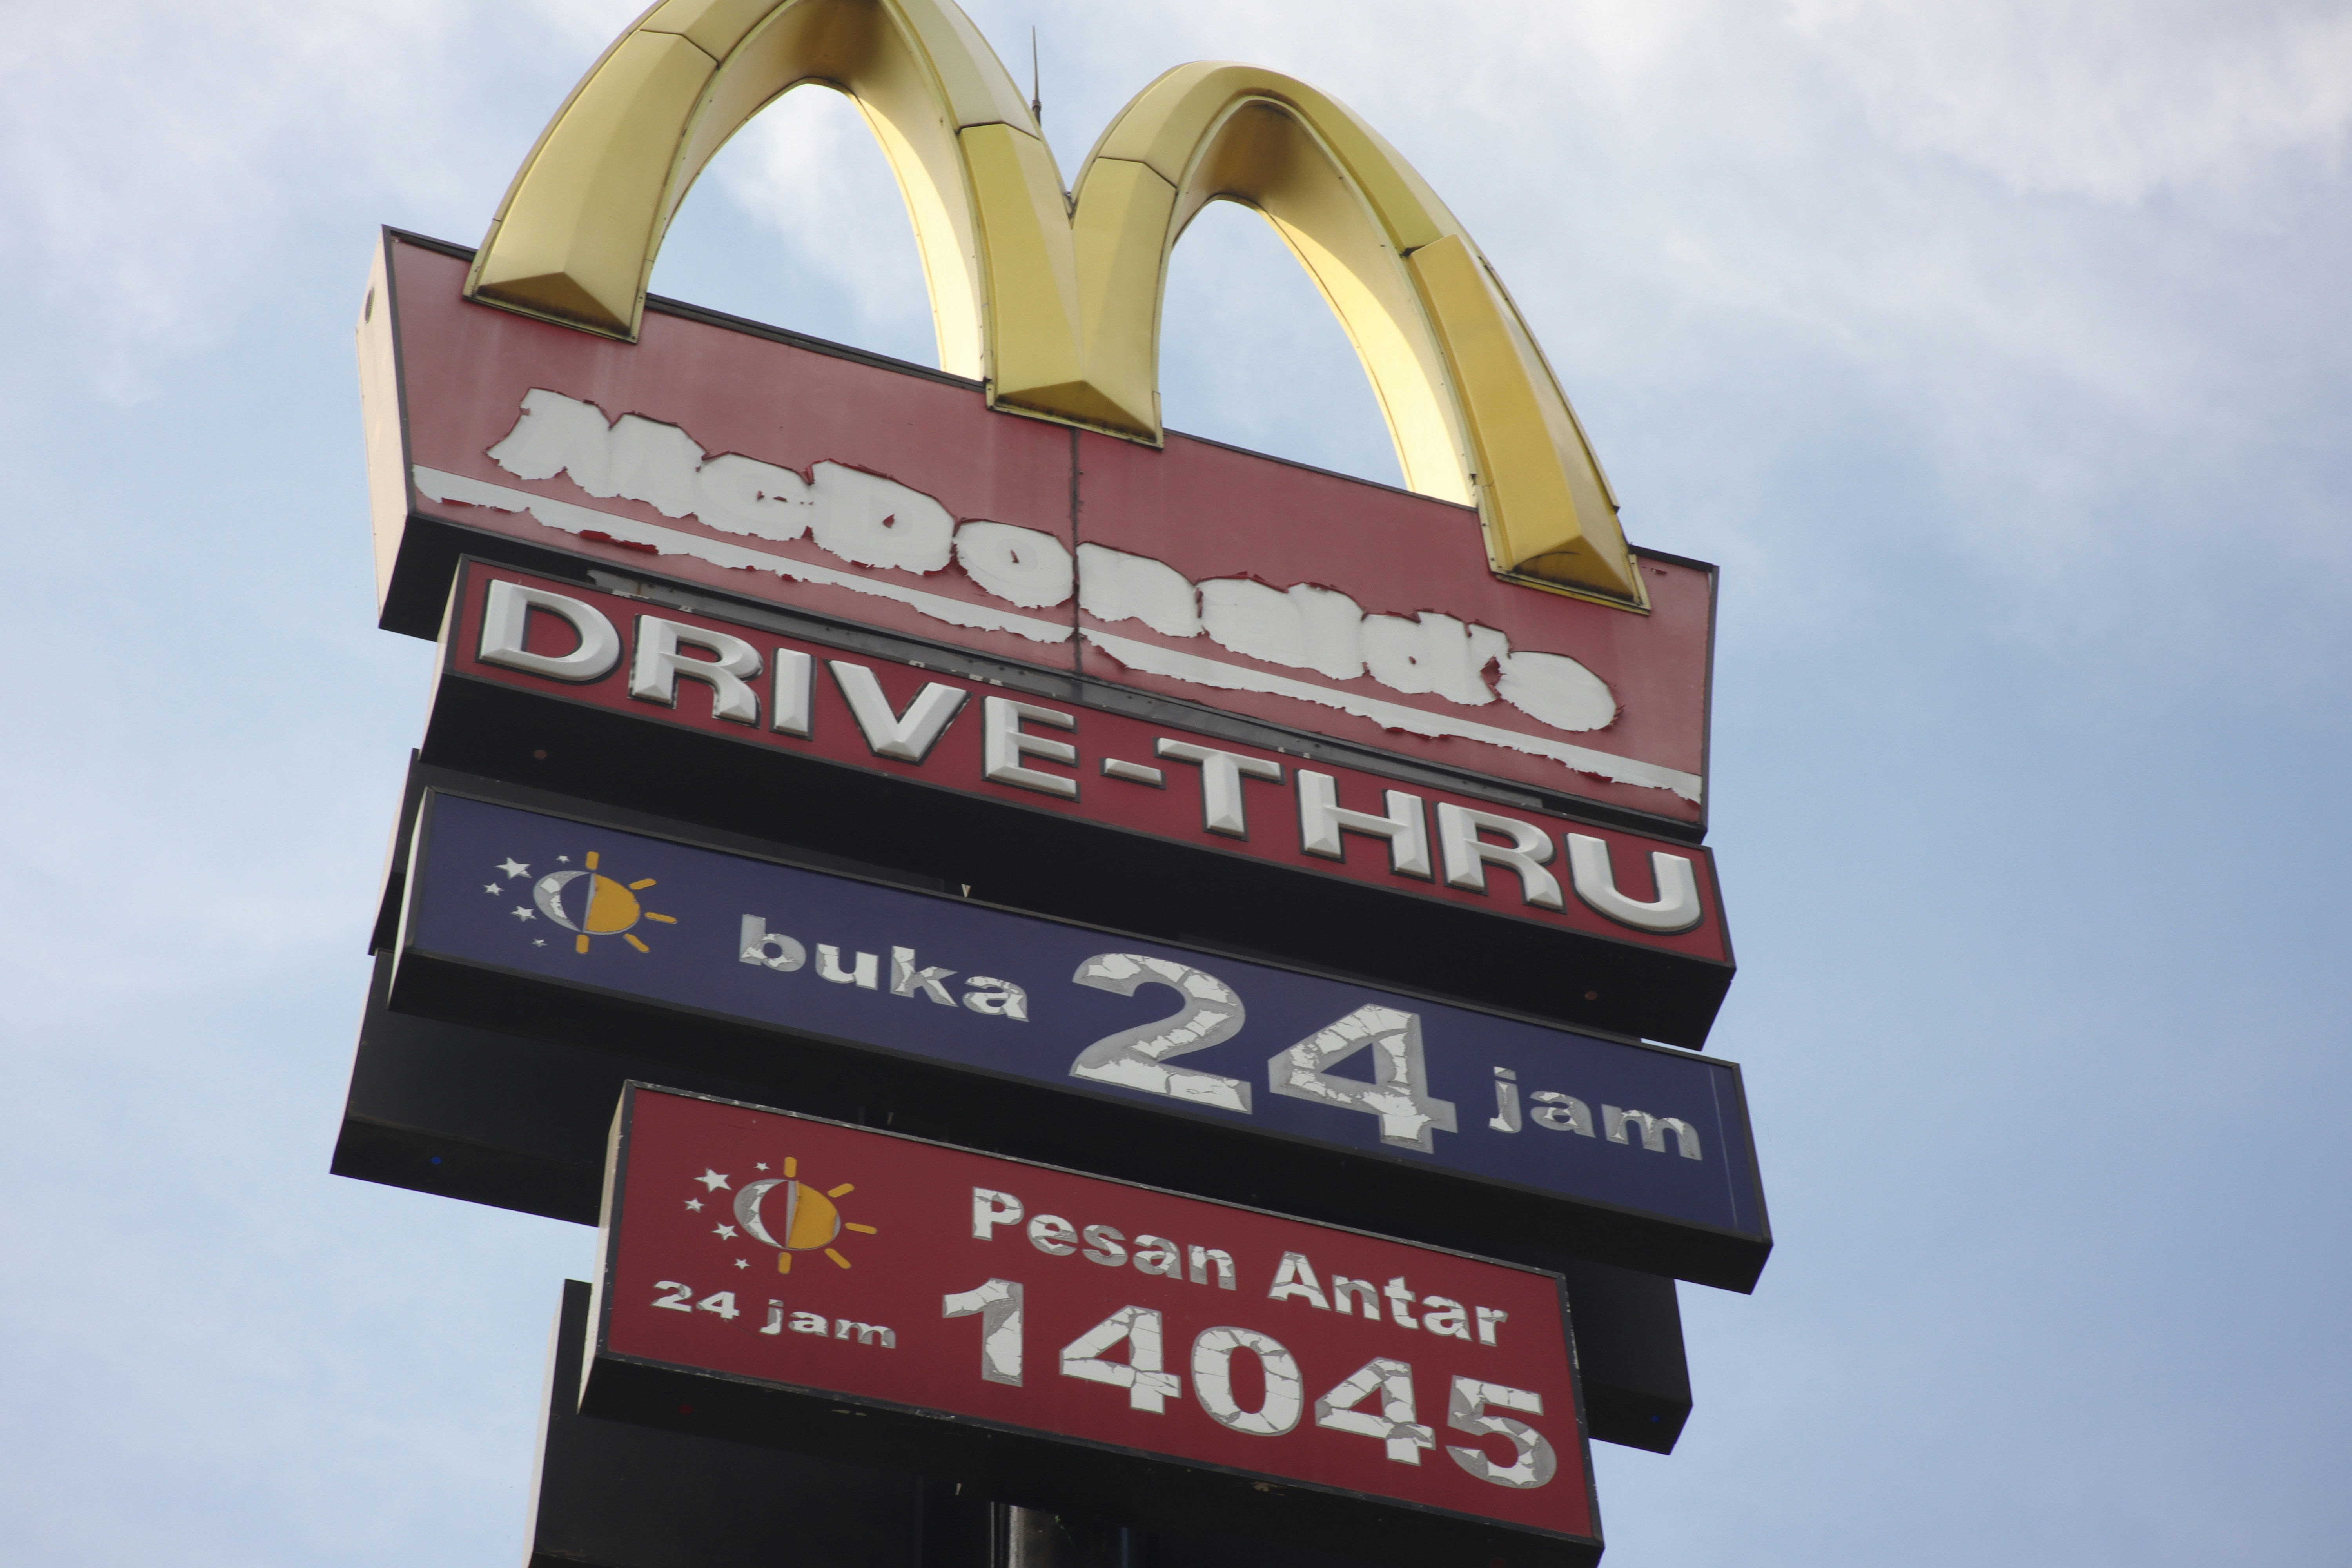 McDonald's
DRIVE-THRU
buka 24 jam
Pesan Antar
24 jam 14045